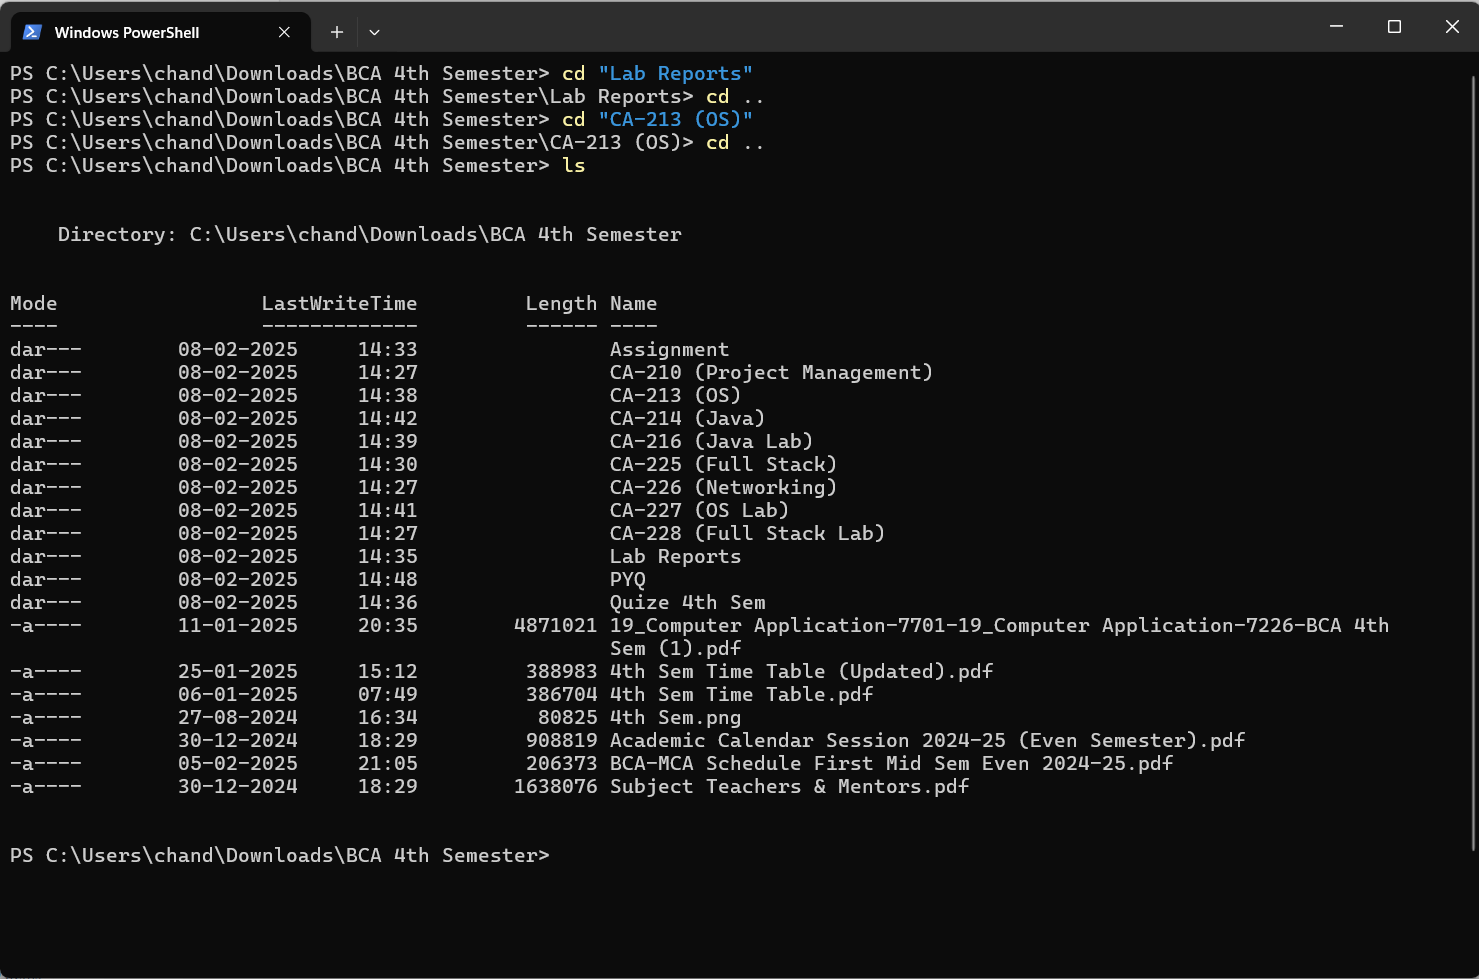 Windows PowerShell
PS C:\Users\chand\Downloads\BCA 4th Semester> cd "Lab Reports"
PS C:\Users\chand\Downloads\BCA 4th Semester\Lab Reports> cd ..
PS C:\Users\chand\Downloads\BCA 4th Semester> cd "CA-213 (OS)"
PS C:\Users\chand\Downloads\BCA 4th Semester\CA-213 (OS)> cd ..
PS C:\Users\chand\Downloads\BCA 4th Semester> ls
Directory: C:\Users\chand\Downloads\BCA 4th Semester
Mode                 LastWriteTime         Length Name
----                 -------------         ------ ----
dar---        08-02-2025     14:33                Assignment
dar---        08-02-2025     14:27                CA-210 (Project Management)
dar---        08-02-2025     14:38                CA-213 (OS)
dar---        08-02-2025     14:42                CA-214 (Java)
dar---        08-02-2025     14:39                CA-216 (Java Lab)
dar---        08-02-2025     14:30                CA-225 (Full Stack)
dar---        08-02-2025     14:27                CA-226 (Networking)
dar---        08-02-2025     14:41                CA-227 (OS Lab)
dar---        08-02-2025     14:27                CA-228 (Full Stack Lab)
dar---        08-02-2025     14:35                Lab Reports
dar---        08-02-2025     14:48                PYQ
dar---        08-02-2025     14:36                Quize 4th Sem
-a----        11-01-2025     20:35        4871021 19_Computer Application-7701-19_Computer Application-7226-BCA 4th
                                                  Sem (1).pdf
-a----        25-01-2025     15:12         388983 4th Sem Time Table (Updated).pdf
-a----        06-01-2025     07:49         386704 4th Sem Time Table.pdf
-a----        27-08-2024     16:34          80825 4th Sem.png
-a----        30-12-2024     18:29         908819 Academic Calendar Session 2024-25 (Even Semester).pdf
-a----        05-02-2025     21:05         206373 BCA-MCA Schedule First Mid Sem Even 2024-25.pdf
-a----        30-12-2024     18:29        1638076 Subject Teachers & Mentors.pdf
PS C:\Users\chand\Downloads\BCA 4th Semester>